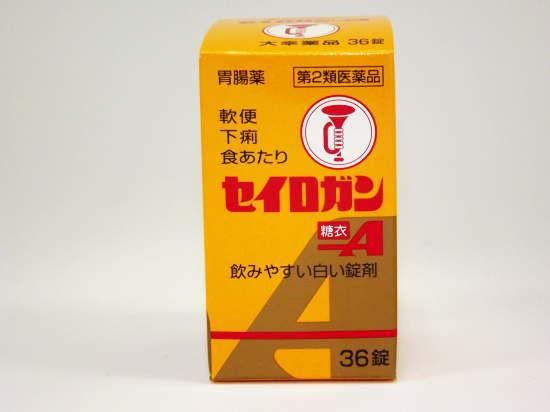 大幸薬品 36錠
胃腸薬
第2類医薬品
軟便
下痢
食あたり
セイロガン
糖衣
A
飲みやすい白い錠剤
A
36錠